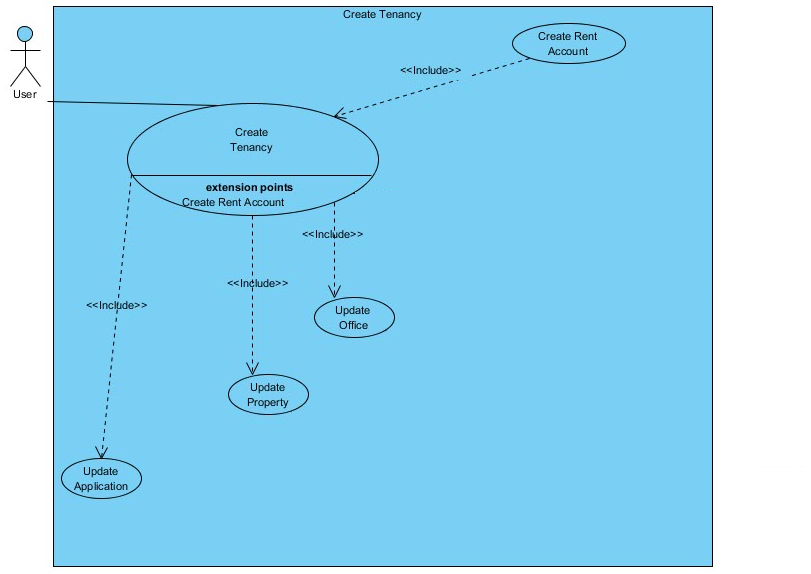 Create Tenancy
Create Rent
Account
<<Include>>
User
Create
Tenancy
extension points
Create Rent Account
<<Include>>
<<Include>>
<<Include>>
Update
Office
Update
Property
Update
Application